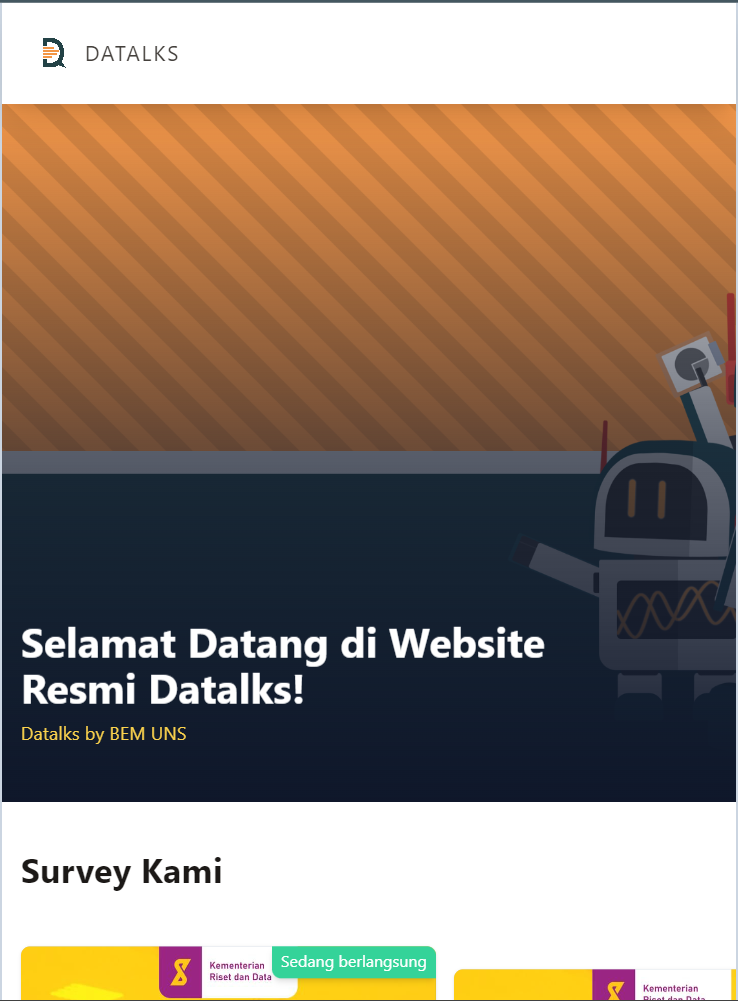 DATALKS
Selamat Datang di Website
Resmi Datalks!
Datalks by BEM UNS
Survey Kami
Sedang berlangsung
Kementerian
Riset dan Data
Kementerian
Riset dan Data